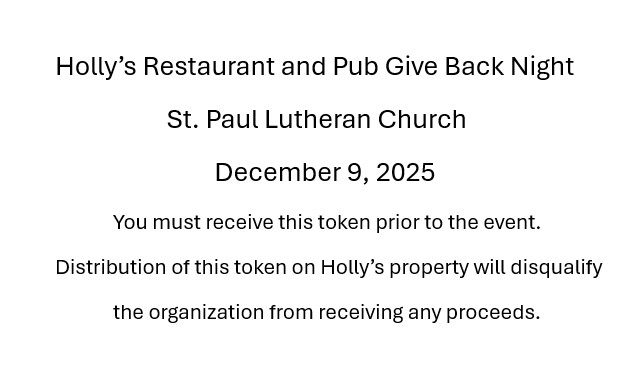 Holly’s Restaurant and Pub Give Back Night
St. Paul Lutheran Church
December 9, 2025
You must receive this token prior to the event.
Distribution of this token on Holly’s property will disqualify
the organization from receiving any proceeds.